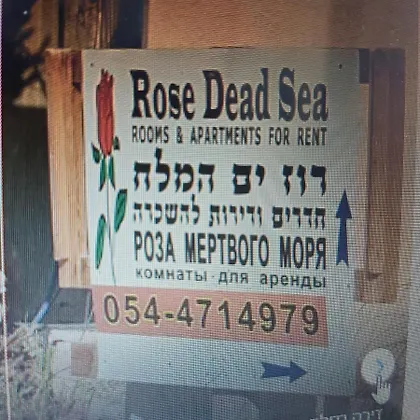 Rose Dead Sea
ROOMS & APARTMENTS FOR RENT
רוז ים המלח
חדרים ודירות להשכרה
РОЗА МЕРТВОГО МОРЯ
комнаты-для аренды
054-4714979